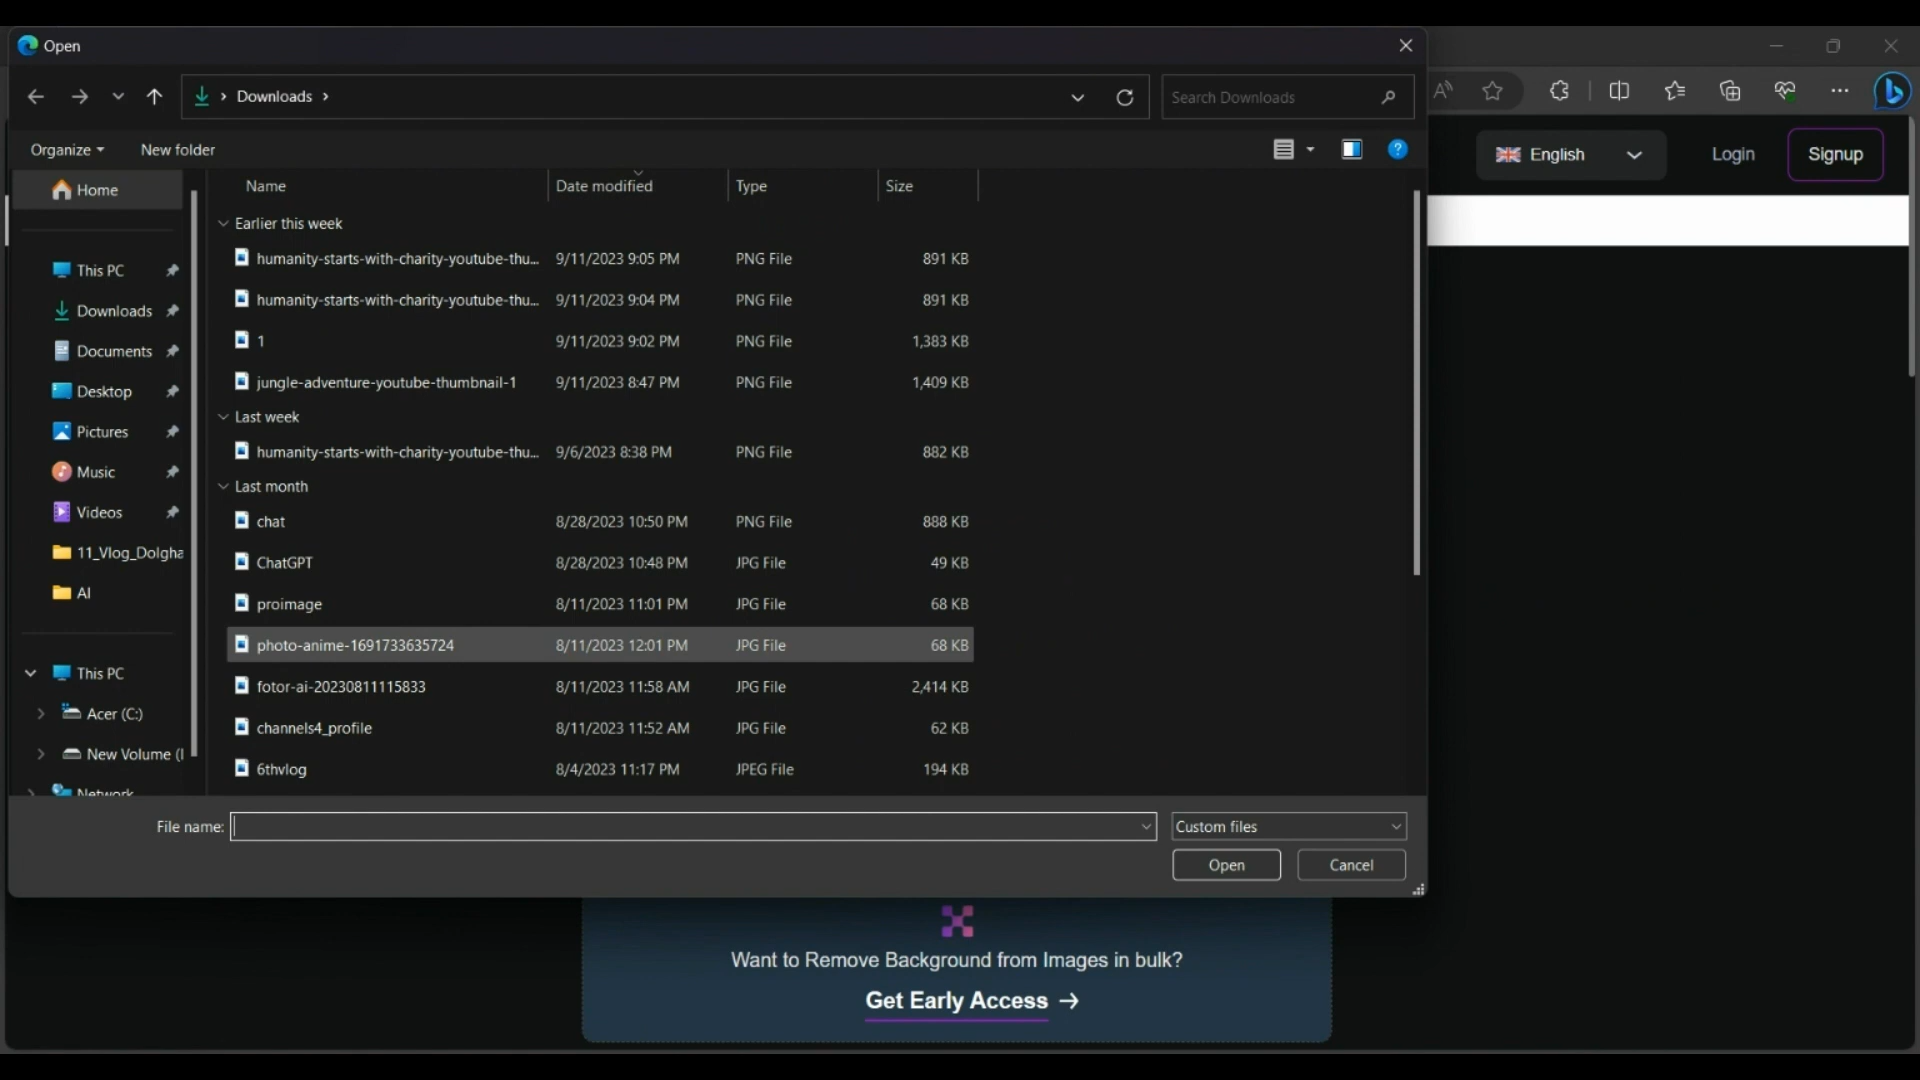 Open
Downloads
Search Downloads
English
Login
Signup
Organize
New folder
Home
This PC
Downloads
Documents
Desktop
Pictures
Music
Videos
11_Vlog_Dolgha
AI
This PC
Acer (C:)
New Volume (
Network
Name Date modified Type Size
Earlier this week
humanity-starts-with-charity-youtube-thu... 9/11/2023 9:05 PM PNG File 891 KB
humanity-starts-with-charity-youtube-thu... 9/11/2023 9:04 PM PNG File 891 KB
1 9/11/2023 9:02 PM PNG File 1,383 KB
jungle-adventure-youtube-thumbnail-1 9/11/2023 8:47 PM PNG File 1,409 KB
Last week
humanity-starts-with-charity-youtube-thu... 9/6/2023 8:38 PM PNG File 882 KB
Last month
chat 8/28/2023 10:50 PM PNG File 888 KB
ChatGPT 8/28/2023 10:48 PM JPG File 49 KB
proimage 8/11/2023 11:01 PM JPG File 68 KB
photo-anime-1691733635724 8/11/2023 12:01 PM JPG File 68 KB
fotor-ai-20230811115833 8/11/2023 11:58 AM JPG File 2,414 KB
channels4_profile 8/11/2023 11:52 AM JPG File 62 KB
6thvlog 8/4/2023 11:17 PM JPEG File 194 KB
File name:
Custom files
Open
Cancel
Want to Remove Background from Images in bulk?
Get Early Access →